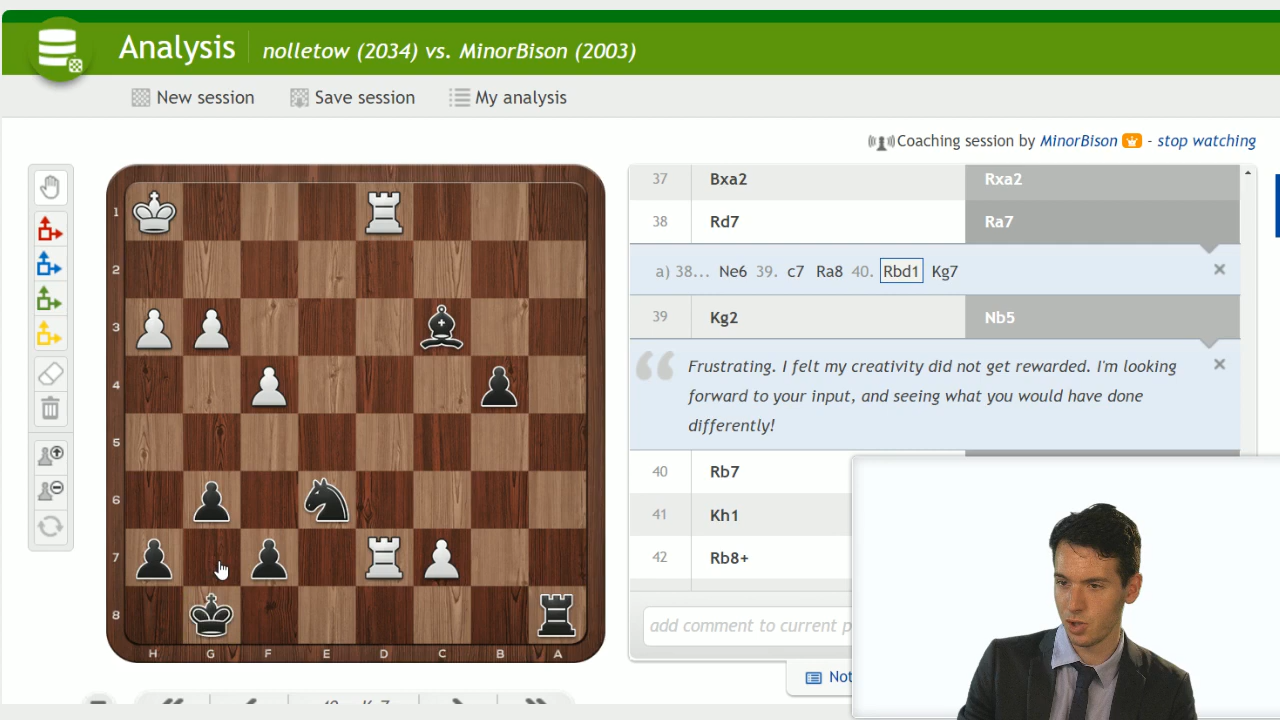 Analysis
nolletow (2034) vs. MinorBison (2003)
New session
Save session
My analysis
Coaching session by MinorBison - stop watching
37 Bxa2 Rxa2
38 Rd7 Ra7
a) 38... Ne6 39. c7 Ra8 40. Rbd1 Kg7
39 Kg2 Nb5
Frustrating. I felt my creativity did not get rewarded. I'm looking
forward to your input, and seeing what you would have done
differently!
40 Rb7
41 Kh1
42 Rb8+
add comment to current p
Not
1
2
3
4
5
6
7
8
H G F E D C B A